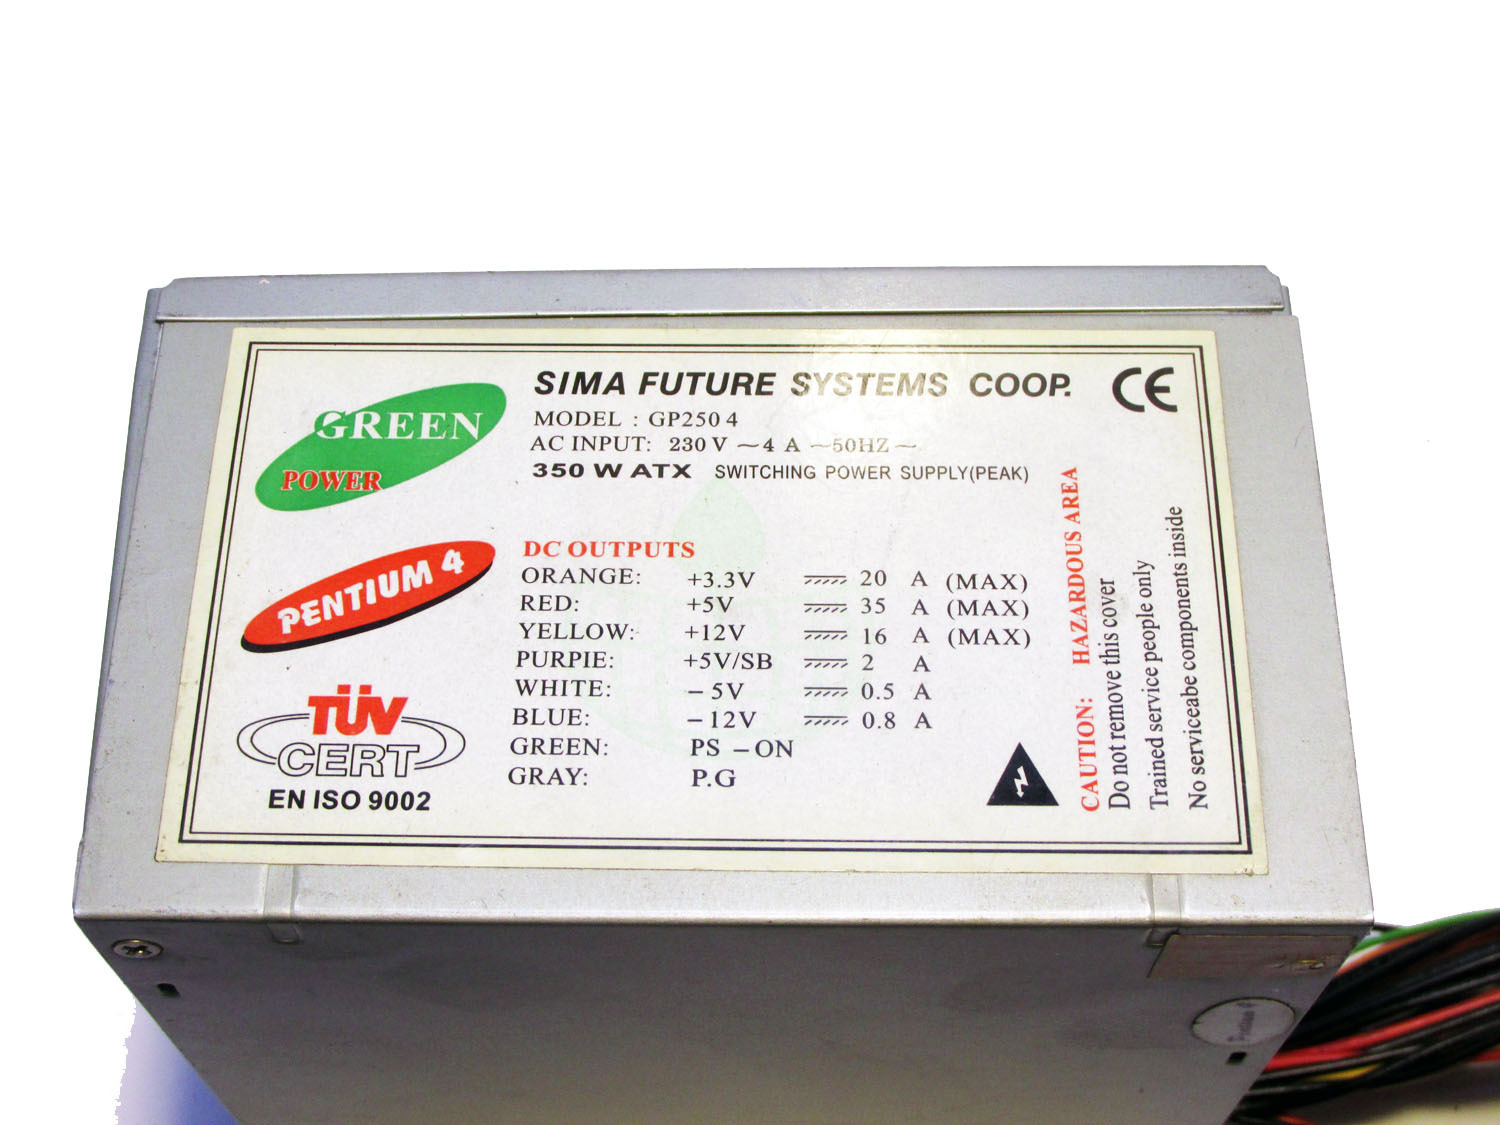 GREEN
POWER
SIMA FUTURE SYSTEMS COOP.
CE
MODEL : GP250 4
AC INPUT: 230 V ~ 4 A ~50HZ ~
350 W ATX SWITCHING POWER SUPPLY(PEAK)
PENTIUM 4
TÜV
CERT
EN ISO 9002
DC OUTPUTS
ORANGE: +3.3V 20 A (MAX)
RED: +5V 35 A (MAX)
YELLOW: +12V 16 A (MAX)
PURPIE: +5V/SB 2 A
WHITE: – 5V 0.5 A
BLUE: – 12V 0.8 A
GREEN: PS – ON
GRAY: P.G
CAUTION: HAZARDOUS AREA
Do not remove this cover
Trained service people only
No serviceabe components inside